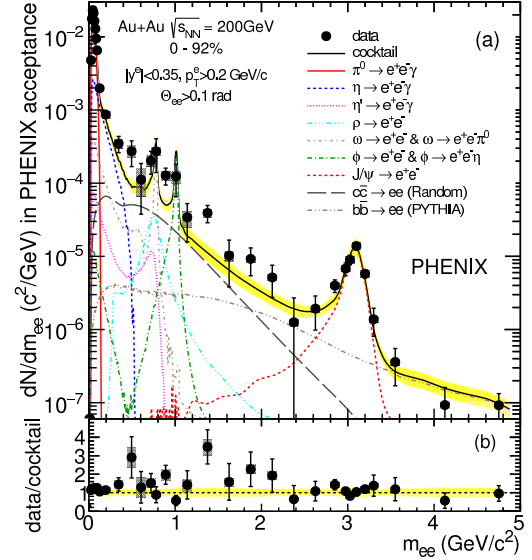 Au+Au √sNN = 200GeV
0 - 92%
|y^e|<0.35, p_T^e>0.2 GeV/c
Θee>0.1 rad
data
(a)
cocktail
π⁰ → e⁺e⁻γ
η → e⁺e⁻γ
η' → e⁺e⁻γ
ρ → e⁺e⁻
ω → e⁺e⁻ & ω → e⁺e⁻π⁰
ϕ → e⁺e⁻ & ϕ → e⁺e⁻η
J/ψ → e⁺e⁻
cc̄ → ee (Random)
bb̄ → ee (PYTHIA)
PHENIX
dN/dmee (c²/GeV) in PHENIX acceptance
10⁻²
10⁻³
10⁻⁴
10⁻⁵
10⁻⁶
10⁻⁷
(b)
data/cocktail
5
4
3
2
1
0
0 1 2 3 4 5
mee (GeV/c²)